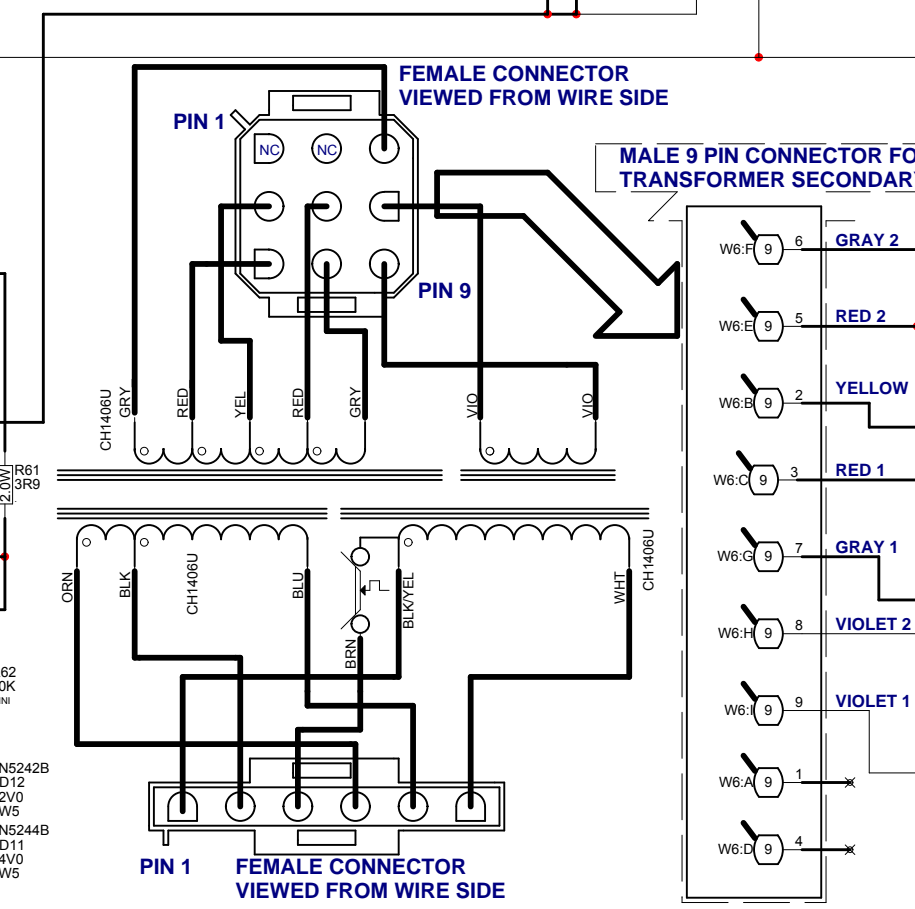 FEMALE CONNECTOR
VIEWED FROM WIRE SIDE
PIN 1
NC
NC
PIN 9
CH1406U
GRY
RED
YEL
RED
GRY
VIO
VIO
R61
3R9
2.0W
ORN
BLK
CH1406U
BLU
BRN
BLK/YEL
WHT
CH1406U
62
0K
N5242B
D12
2V0
W5
N5244B
D11
4V0
W5
PIN 1
FEMALE CONNECTOR
VIEWED FROM WIRE SIDE
MALE 9 PIN CONNECTOR FO
TRANSFORMER SECONDAR
W6:F 9 6 GRAY 2
W6:E 9 5 RED 2
W6:B 9 2 YELLOW
W6:C 9 3 RED 1
W6:G 9 7 GRAY 1
W6:H 9 8 VIOLET 2
W6:I 9 9 VIOLET 1
W6:A 9 1
W6:D 9 4